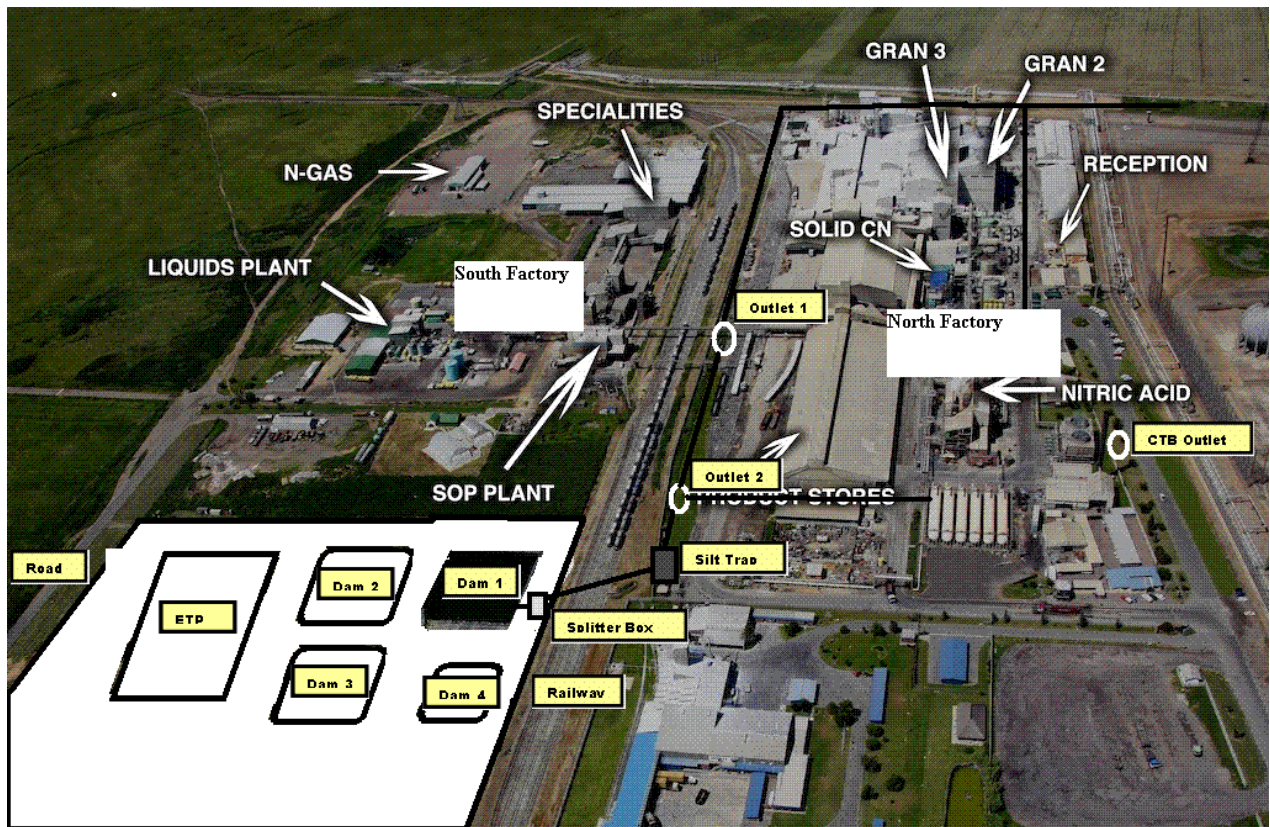 GRAN 3
GRAN 2
SPECIALITIES
N-GAS
RECEPTION
SOLID CN
LIQUIDS PLANT
South Factory
Outlet 1
North Factory
NITRIC ACID
CTB Outlet
Outlet 2
SOP PLANT
PRODUCT STORES
Silt Trap
Road
Dam 2
Dam 1
ETP
Splitter Box
Dam 3
Dam 4
Railway